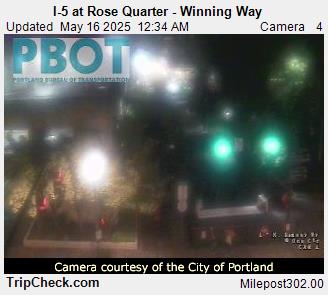 I-5 at Rose Quarter - Winning Way
Updated May 16 2025 12:34 AM Camera 4
PBOT
PORTLAND BUREAU OF TRANSPORTATION
Camera courtesy of the City of Portland
TripCheck.com Milepost302.00